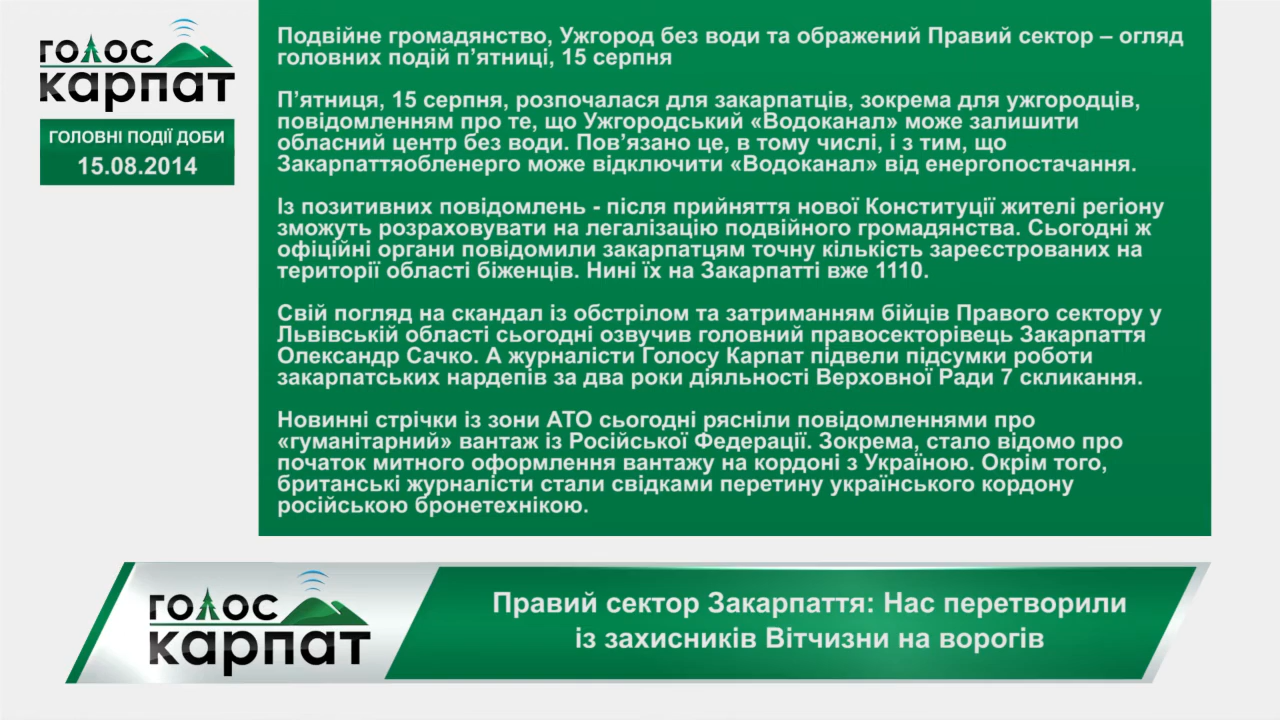 голос
карпат
ГОЛОВНІ ПОДІЇ ДОБИ
15.08.2014
Подвійне громадянство, Ужгород без води та ображений Правий сектор – огляд
головних подій п’ятниці, 15 серпня
П’ятниця, 15 серпня, розпочалася для закарпатців, зокрема для ужгородців,
повідомленням про те, що Ужгородський «Водоканал» може залишити
обласний центр без води. Пов’язано це, в тому числі, і з тим, що
Закарпаттяобленерго може відключити «Водоканал» від енергопостачання.
Із позитивних повідомлень - після прийняття нової Конституції жителі регіону
зможуть розраховувати на легалізацію подвійного громадянства. Сьогодні ж
офіційні органи повідомили закарпатцям точну кількість зареєстрованих на
території області біженців. Нині їх на Закарпатті вже 1110.
Свій погляд на скандал із обстрілом та затриманням бійців Правого сектору у
Львівській області сьогодні озвучив головний правосекторівець Закарпаття
Олександр Сачко. А журналісти Голосу Карпат підвели підсумки роботи
закарпатських нардепів за два роки діяльності Верховної Ради 7 скликання.
Новинні стрічки із зони АТО сьогодні рясніли повідомленнями про
«гуманітарний» вантаж із Російської Федерації. Зокрема, стало відомо про
початок митного оформлення вантажу на кордоні з Україною. Окрім того,
британські журналісти стали свідками перетину українського кордону
російською бронетехнікою.
голос
карпат
Правий сектор Закарпаття: Нас перетворили
із захисників Вітчизни на ворогів